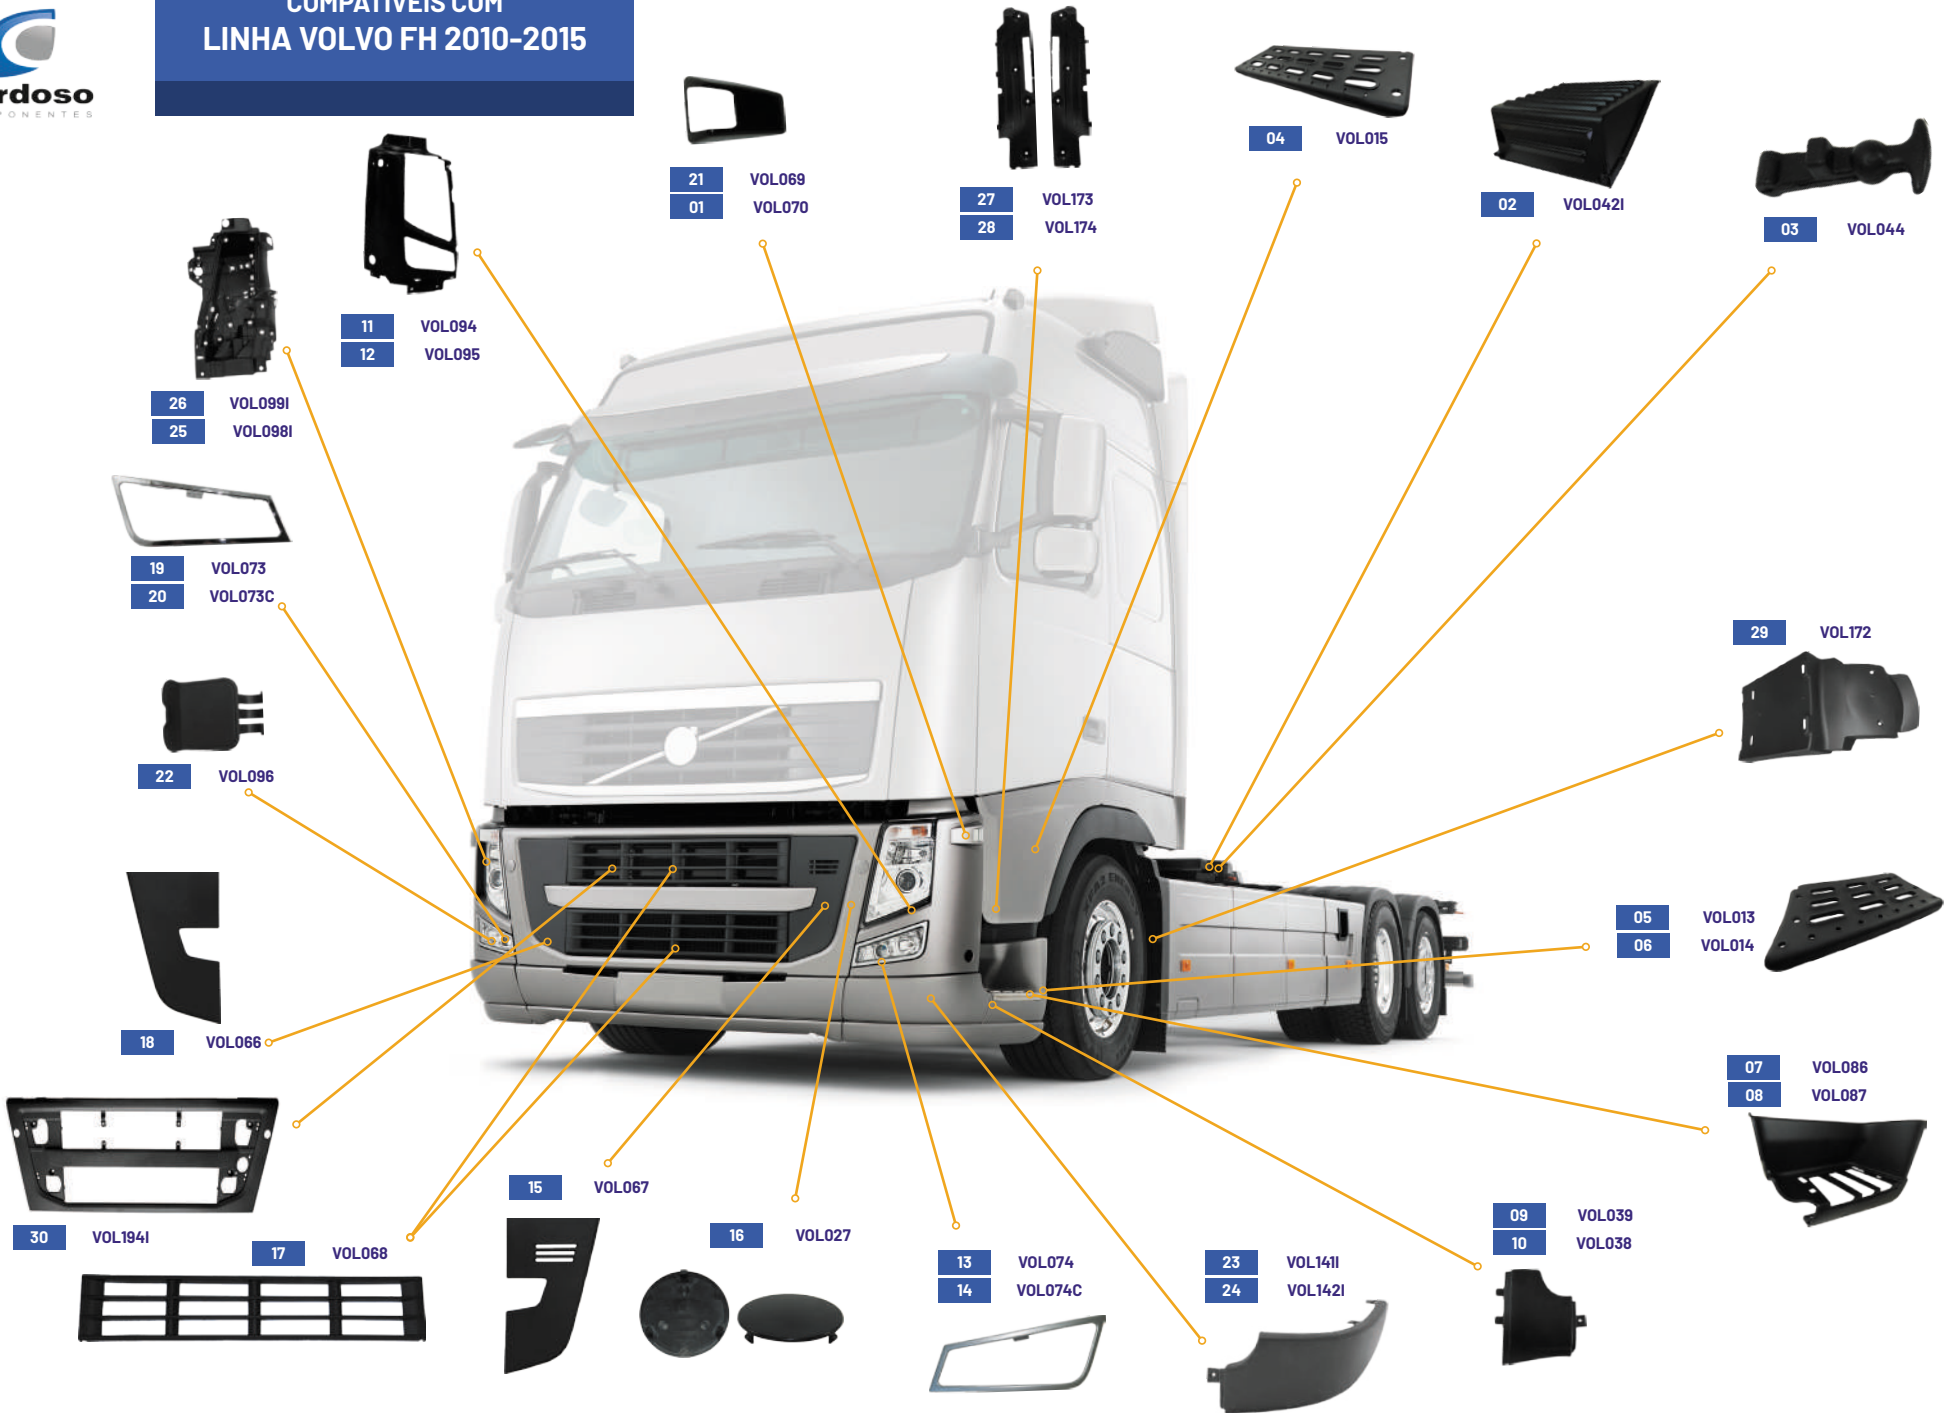 COMPATÍVEIS COM
LINHA VOLVO FH 2010-2015
rdoso
PONENTES
21 VOL069
01 VOL070
27 VOL173
28 VOL174
04 VOL015
02 VOL042I
03 VOL044
11 VOL094
12 VOL095
26 VOL099I
25 VOL098I
19 VOL073
20 VOL073C
22 VOL096
18 VOL066
30 VOL194I
17 VOL068
15 VOL067
16 VOL027
13 VOL074
14 VOL074C
23 VOL141I
24 VOL142I
09 VOL039
10 VOL038
07 VOL086
08 VOL087
05 VOL013
06 VOL014
29 VOL172